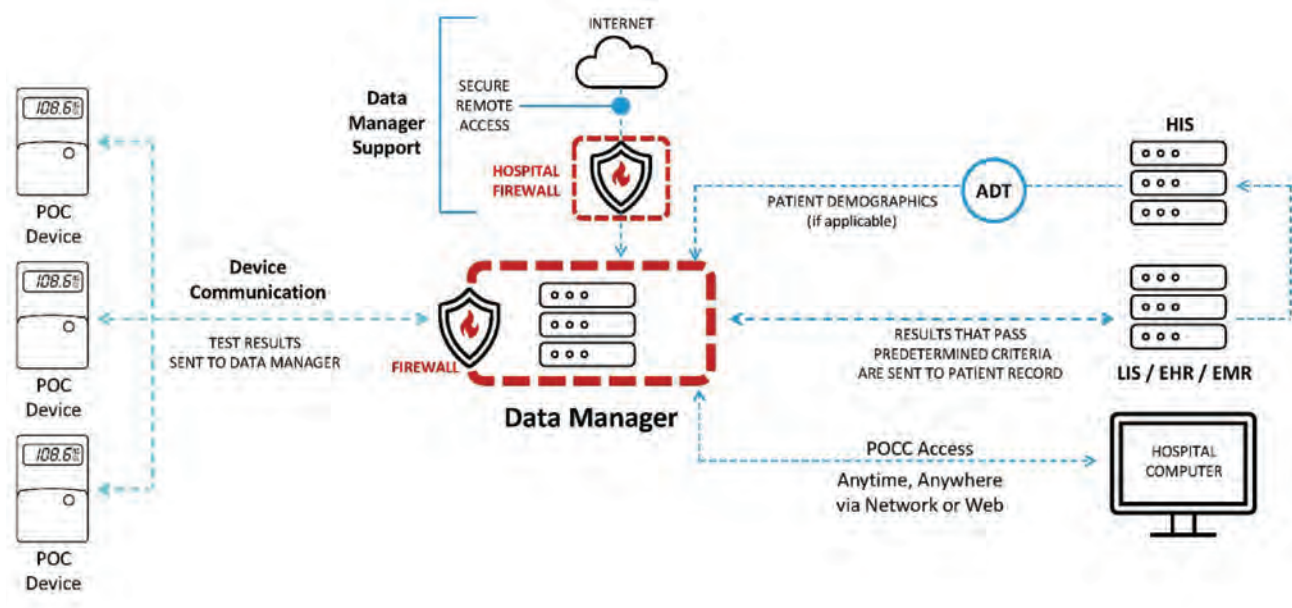 INTERNET
SECURE
REMOTE
ACCESS
Data
Manager
Support
HOSPITAL
FIREWALL
108.6
POC
Device
108.6
POC
Device
108.6
POC
Device
Device
Communication
TEST RESULTS
SENT TO DATA MANAGER
FIREWALL
Data Manager
HIS
ADT
PATIENT DEMOGRAPHICS
(if applicable)
RESULTS THAT PASS
PREDETERMINED CRITERIA
ARE SENT TO PATIENT RECORD
LIS / EHR / EMR
POCC Access
Anytime, Anywhere
via Network or Web
HOSPITAL
COMPUTER